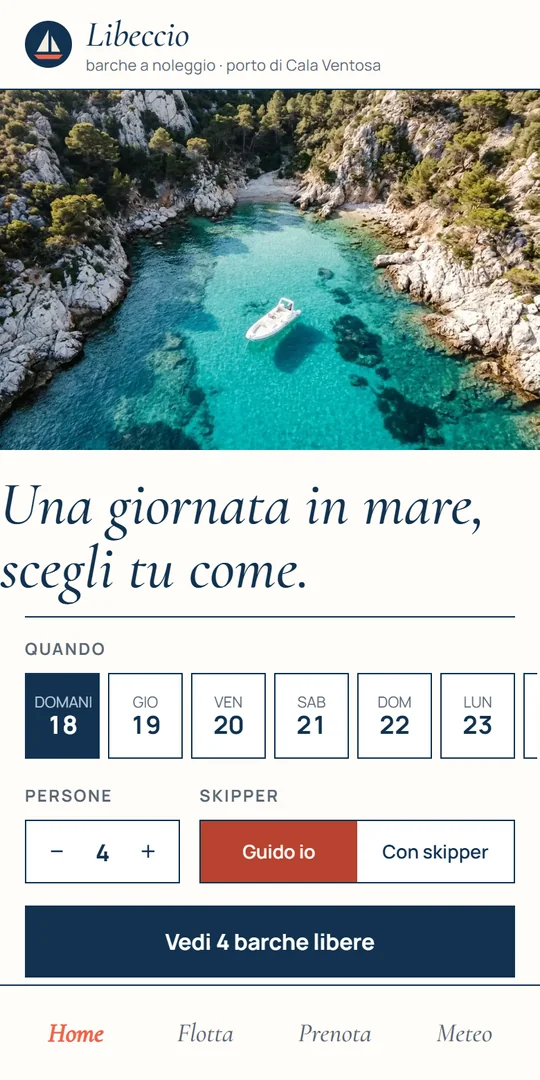 Libeccio
barche a noleggio · porto di Cala Ventosa
Una giornata in mare,
scegli tu come.
QUANDO
DOMANI GIO VEN SAB DOM LUN
18 19 20 21 22 23
PERSONE SKIPPER
− 4 + Guido io Con skipper
Vedi 4 barche libere
Home Flotta Prenota Meteo